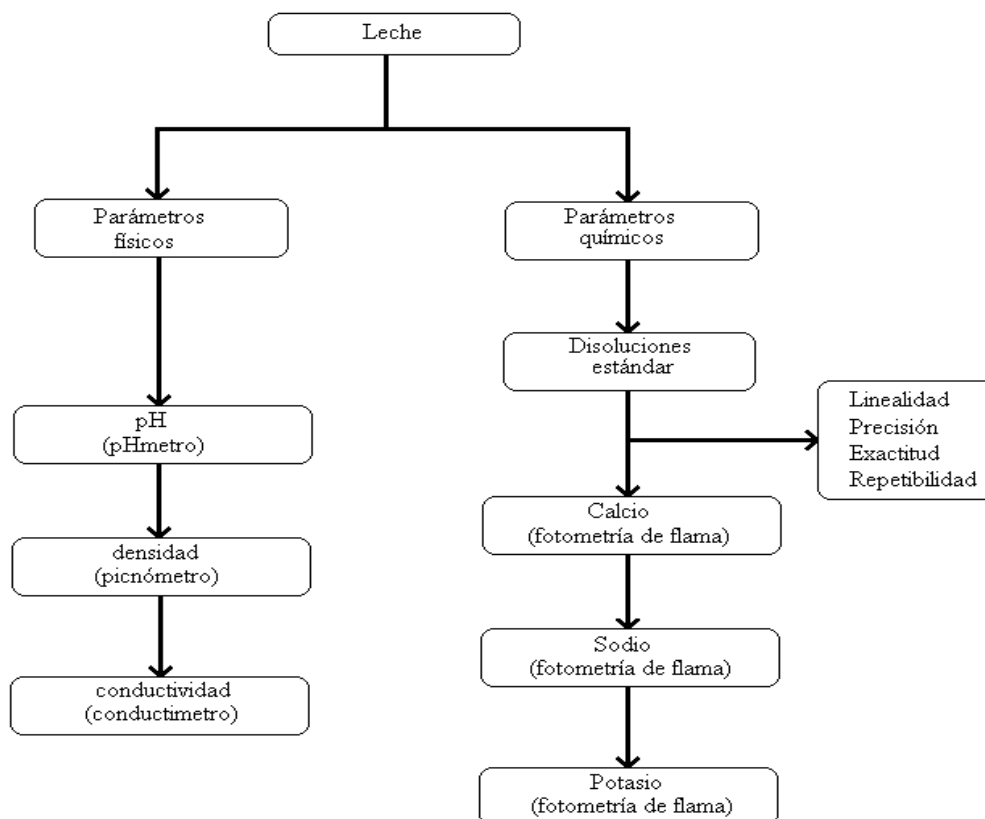 Leche
Parámetros
físicos
Parámetros
químicos
Disoluciones
estándar
Linealidad
Precisión
Exactitud
Repetibilidad
pH
(pHmetro)
Calcio
(fotometría de flama)
densidad
(picnómetro)
Sodio
(fotometría de flama)
conductividad
(conductimetro)
Potasio
(fotometría de flama)